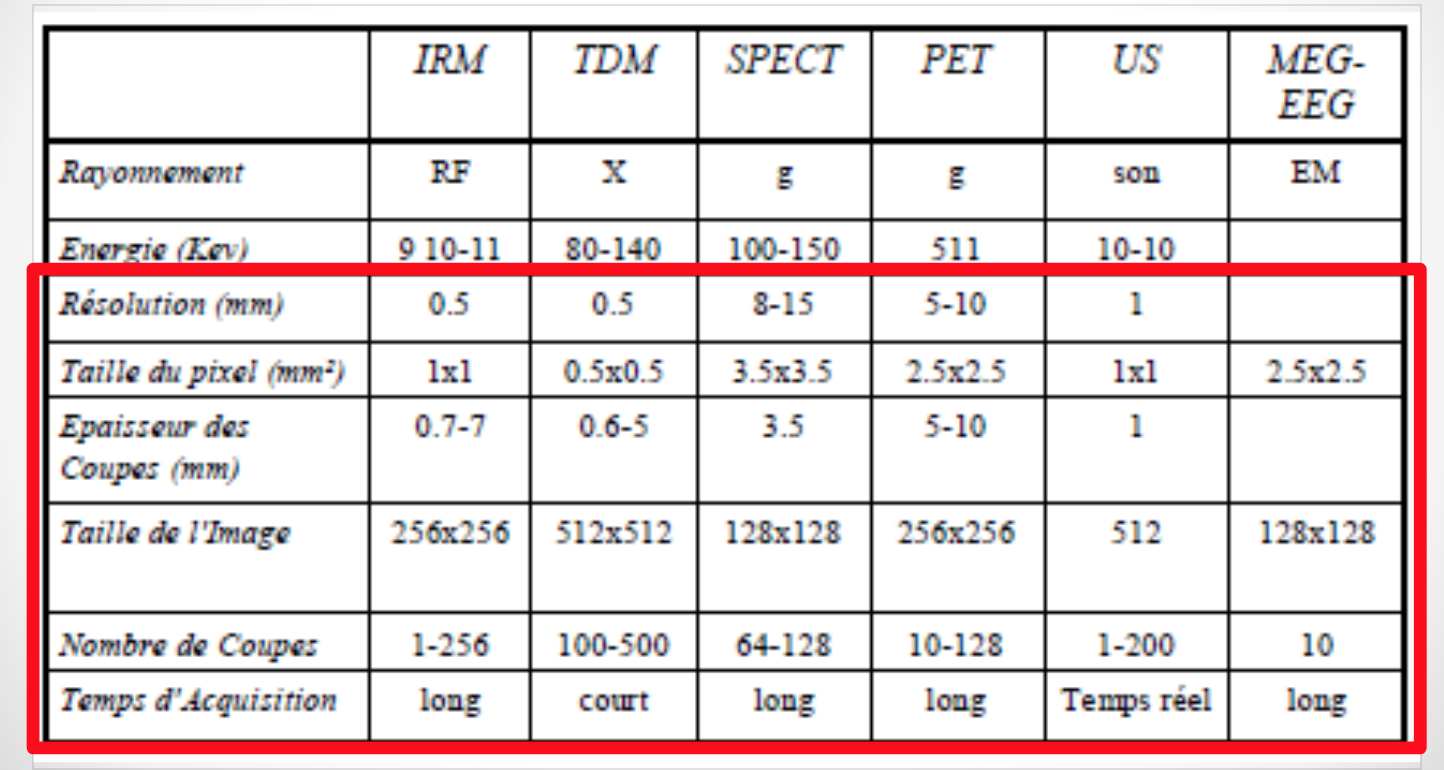 IRM TDM SPECT PET US MEG-
EEG
Rayonnement RF X g g son EM
Energie (Kev) 9 10-11 80-140 100-150 511 10-10
Résolution (mm) 0.5 0.5 8-15 5-10 1
Taille du pixel (mm²) 1x1 0.5x0.5 3.5x3.5 2.5x2.5 1x1 2.5x2.5
Epaisseur des 0.7-7 0.6-5 3.5 5-10 1
Coupes (mm)
Taille de l'Image 256x256 512x512 128x128 256x256 512 128x128
Nombre de Coupes 1-256 100-500 64-128 10-128 1-200 10
Temps d'Acquisition long court long long Temps réel long